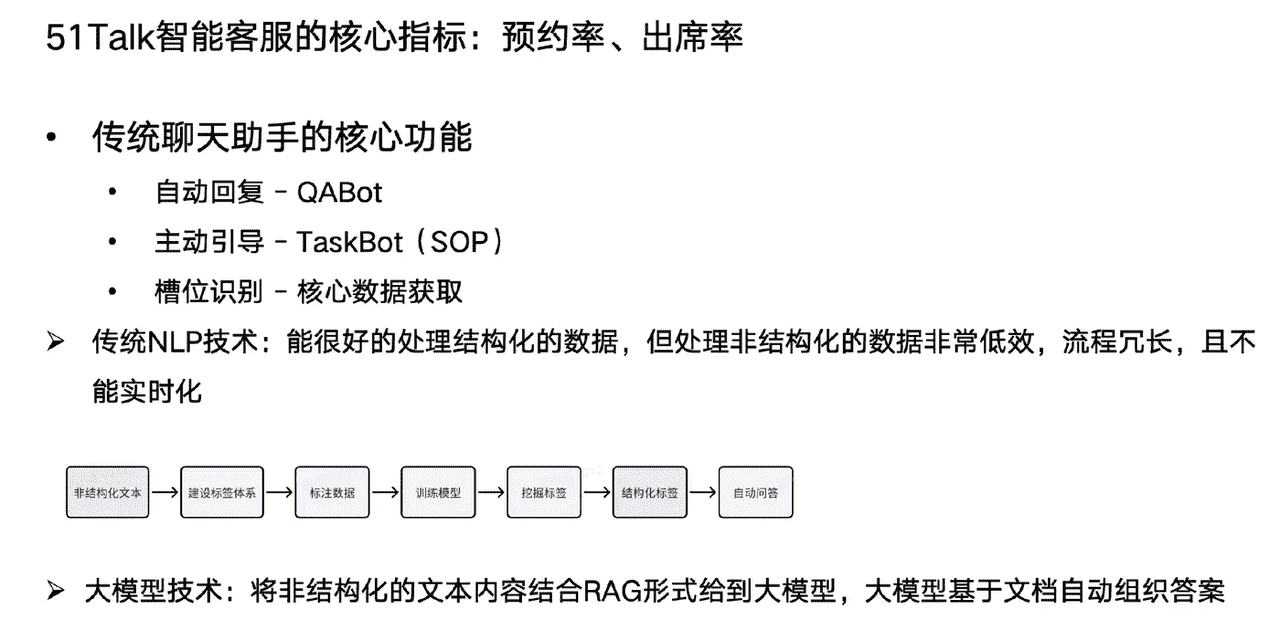 51Talk智能客服的核心指标：预约率、出席率
• 传统聊天助手的核心功能
• 自动回复 – QABot
• 主动引导 – TaskBot（SOP）
• 槽位识别 – 核心数据获取
➢ 传统NLP技术：能很好的处理结构化的数据，但处理非结构化的数据非常低效，流程冗长，且不
能实时化
非结构化文本
建设标签体系
标注数据
训练模型
挖掘标签
结构化标签
自动问答
➢ 大模型技术：将非结构化的文本内容结合RAG形式给到大模型，大模型基于文档自动组织答案